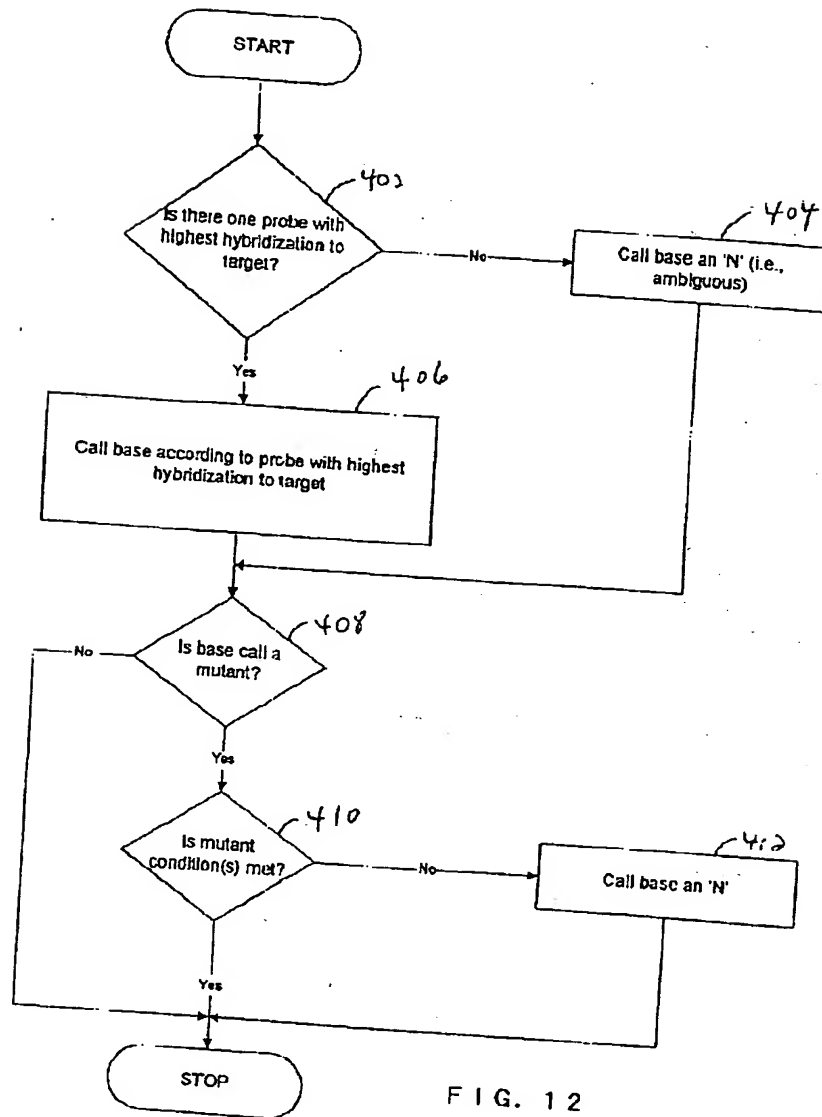 START
402
Is there one probe with
highest hybridization to
target?
No
404
Call base an 'N' (i.e.,
ambiguous)
Yes
406
Call base according to probe with highest
hybridization to target
408
Is base call a
mutant?
No
Yes
410
Is mutant
condition(s) met?
No
412
Call base an 'N'
Yes
STOP
FIG. 12